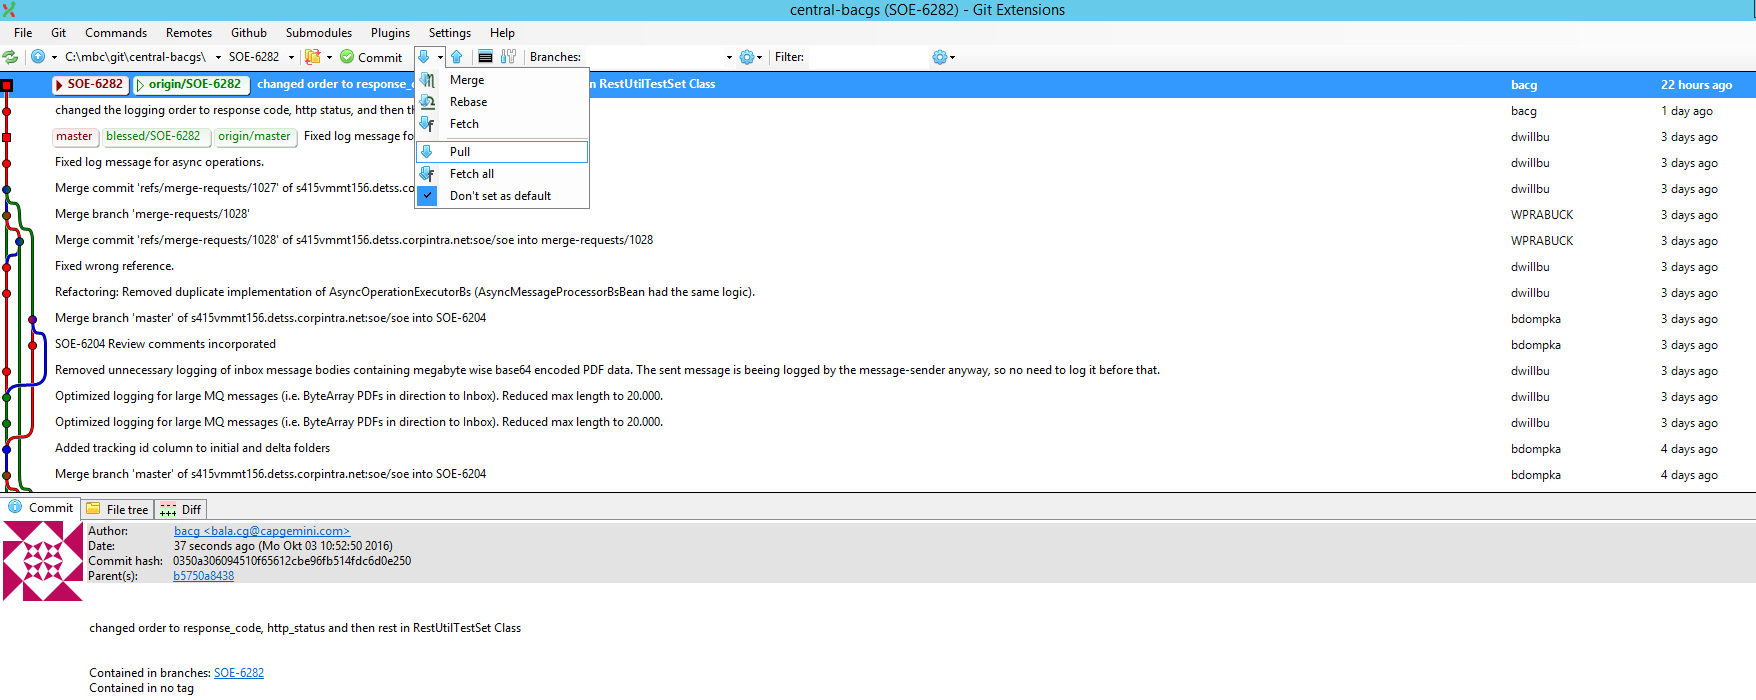 central-bacgs (SOE-6282) - Git Extensions
File Git Commands Remotes Github Submodules Plugins Settings Help
C:\mbc\git\central-bacgs\ SOE-6282 Commit Branches: Filter:
Merge
Rebase
Fetch
Pull
Fetch all
Don't set as default
SOE-6282 origin/SOE-6282 changed order to response_c n RestUtilTestSet Class bacg 22 hours ago
changed the logging order to response code, http status, and then th bacg 1 day ago
master blessed/SOE-6282 origin/master Fixed log message fo dwillbu 3 days ago
Fixed log message for async operations. dwillbu 3 days ago
Merge commit 'refs/merge-requests/1027' of s415vmmt156.detss.co dwillbu 3 days ago
Merge branch 'merge-requests/1028' WPRABUCK 3 days ago
Merge commit 'refs/merge-requests/1028' of s415vmmt156.detss.corpintra.net:soe/soe into merge-requests/1028 WPRABUCK 3 days ago
Fixed wrong reference. dwillbu 3 days ago
Refactoring: Removed duplicate implementation of AsyncOperationExecutorBs (AsyncMessageProcessorBsBean had the same logic). dwillbu 3 days ago
Merge branch 'master' of s415vmmt156.detss.corpintra.net:soe/soe into SOE-6204 bdompka 3 days ago
SOE-6204 Review comments incorporated bdompka 3 days ago
Removed unnecessary logging of inbox message bodies containing megabyte wise base64 encoded PDF data. The sent message is beeing logged by the message-sender anyway, so no need to log it before that. dwillbu 3 days ago
Optimized logging for large MQ messages (i.e. ByteArray PDFs in direction to Inbox). Reduced max length to 20.000. dwillbu 3 days ago
Optimized logging for large MQ messages (i.e. ByteArray PDFs in direction to Inbox). Reduced max length to 20.000. dwillbu 3 days ago
Added tracking id column to initial and delta folders bdompka 4 days ago
Merge branch 'master' of s415vmmt156.detss.corpintra.net:soe/soe into SOE-6204 bdompka 4 days ago
Commit File tree Diff
Author: bacg <bala.cg@capgemini.com>
Date: 37 seconds ago (Mo Okt 03 10:52:50 2016)
Commit hash: 0350a306094510f65612cbe96fb514fdc6d0e250
Parent(s): b5750a8438
changed order to response_code, http_status and then rest in RestUtilTestSet Class
Contained in branches: SOE-6282
Contained in no tag